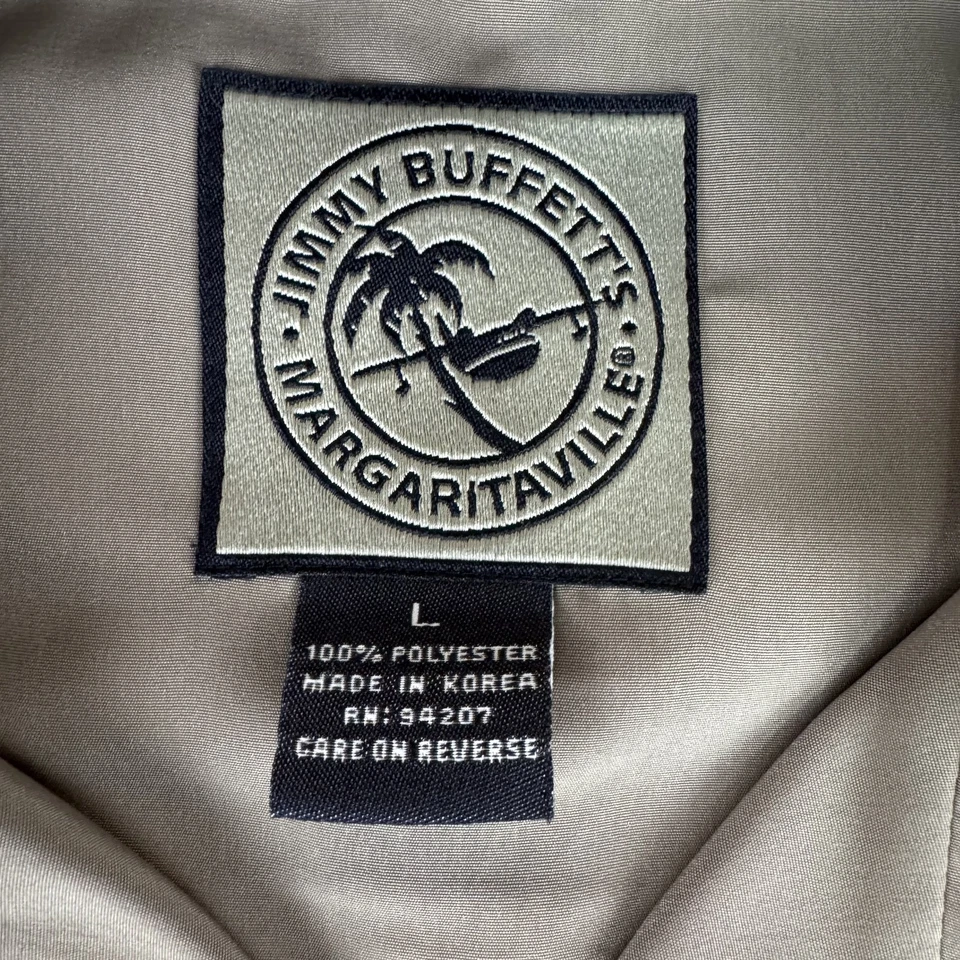 JIMMY BUFFETT'S
• MARGARITAVILLE® •
L
100% POLYESTER
MADE IN KOREA
RN: 94207
CARE ON REVERSE